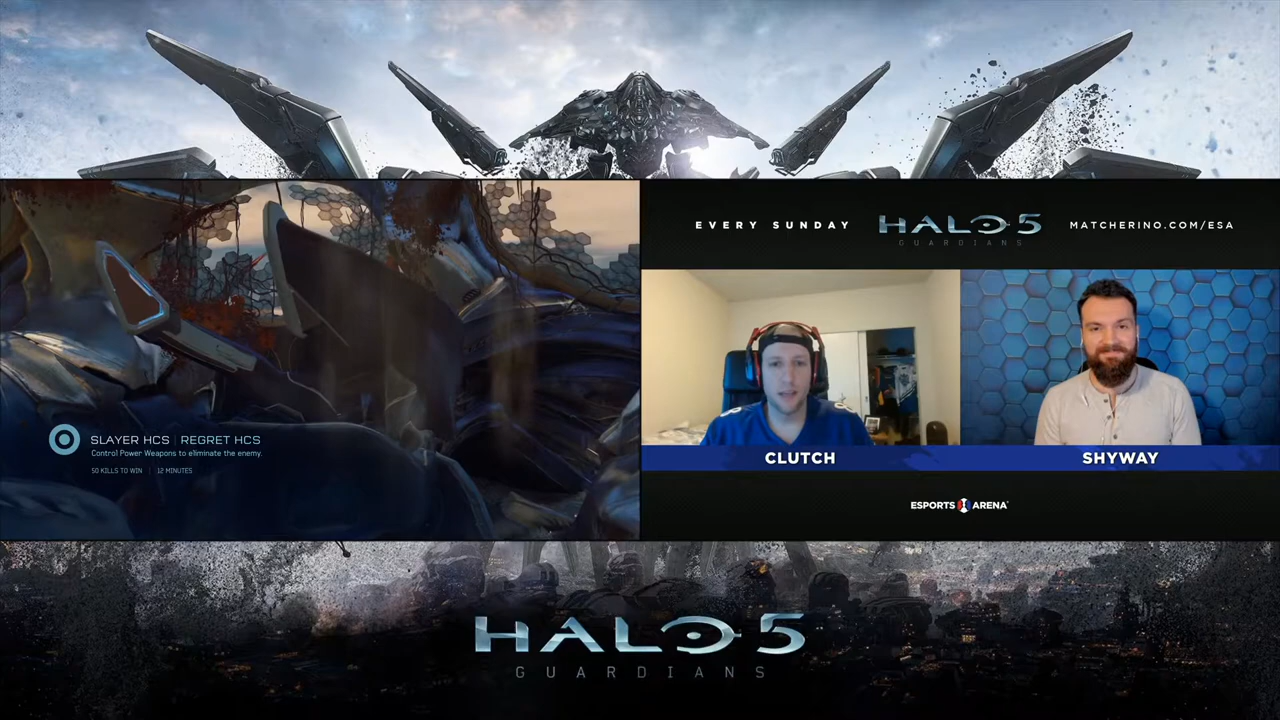 EVERY SUNDAY HALO 5 GUARDIANS MATCHERINO.COM/ESA
SLAYER HCS | REGRET HCS
Control Power Weapons to eliminate the enemy.
50 KILLS TO WIN | 12 MINUTES
CLUTCH
SHYWAY
ESPORTS ARENA
HALO 5
GUARDIANS